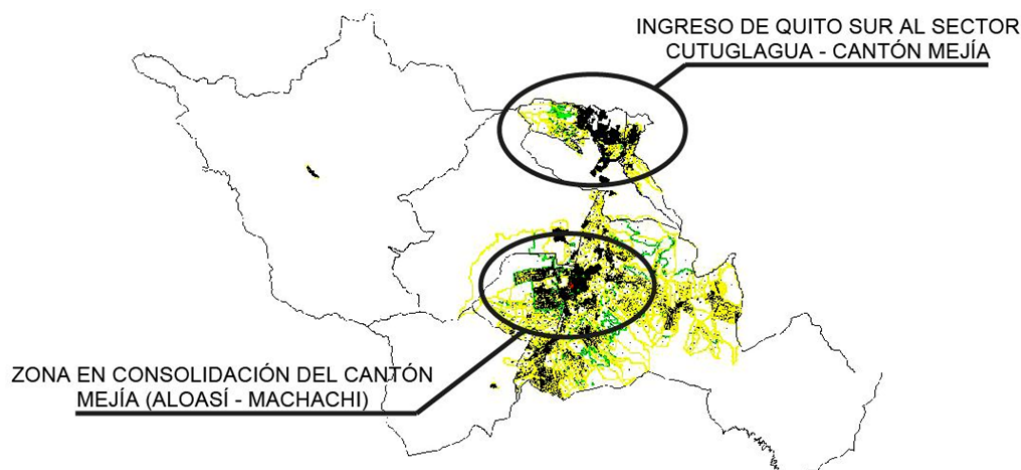 INGRESO DE QUITO SUR AL SECTOR
CUTUGLAGUA - CANTÓN MEJÍA
ZONA EN CONSOLIDACIÓN DEL CANTÓN
MEJÍA (ALOASÍ - MACHACHI)